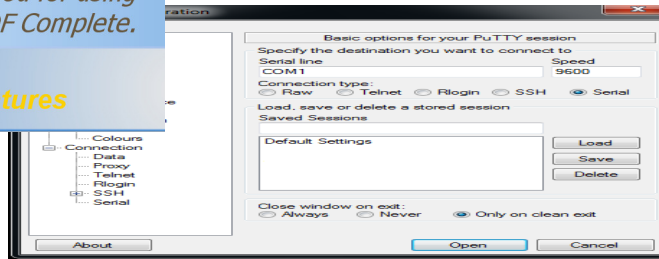 for using
DF Complete.
tures
ration
Basic options for your PuTTY session
Specify the destination you want to connect to
Serial line
Speed
COM1
9600
Connection type:
Raw
Telnet
Rlogin
SSH
Serial
Load, save or delete a stored session
Saved Sessions
Default Settings
Load
Save
Delete
Close window on exit:
Always
Never
Only on clean exit
Colours
Connection
Data
Proxy
Telnet
Rlogin
SSH
Serial
About
Open
Cancel